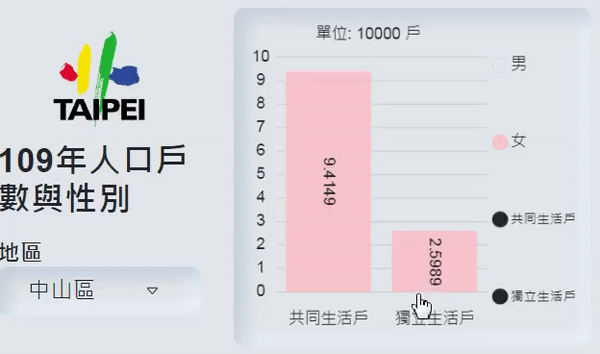 TAIPEI
109年人口戶
數與性別
地區
中山區
單位: 10000 戶
10
9
8
7
6
5
4
3
2
1
0
9.4149
2.5989
共同生活戶
獨立生活戶
男
女
共同生活戶
獨立生活戶